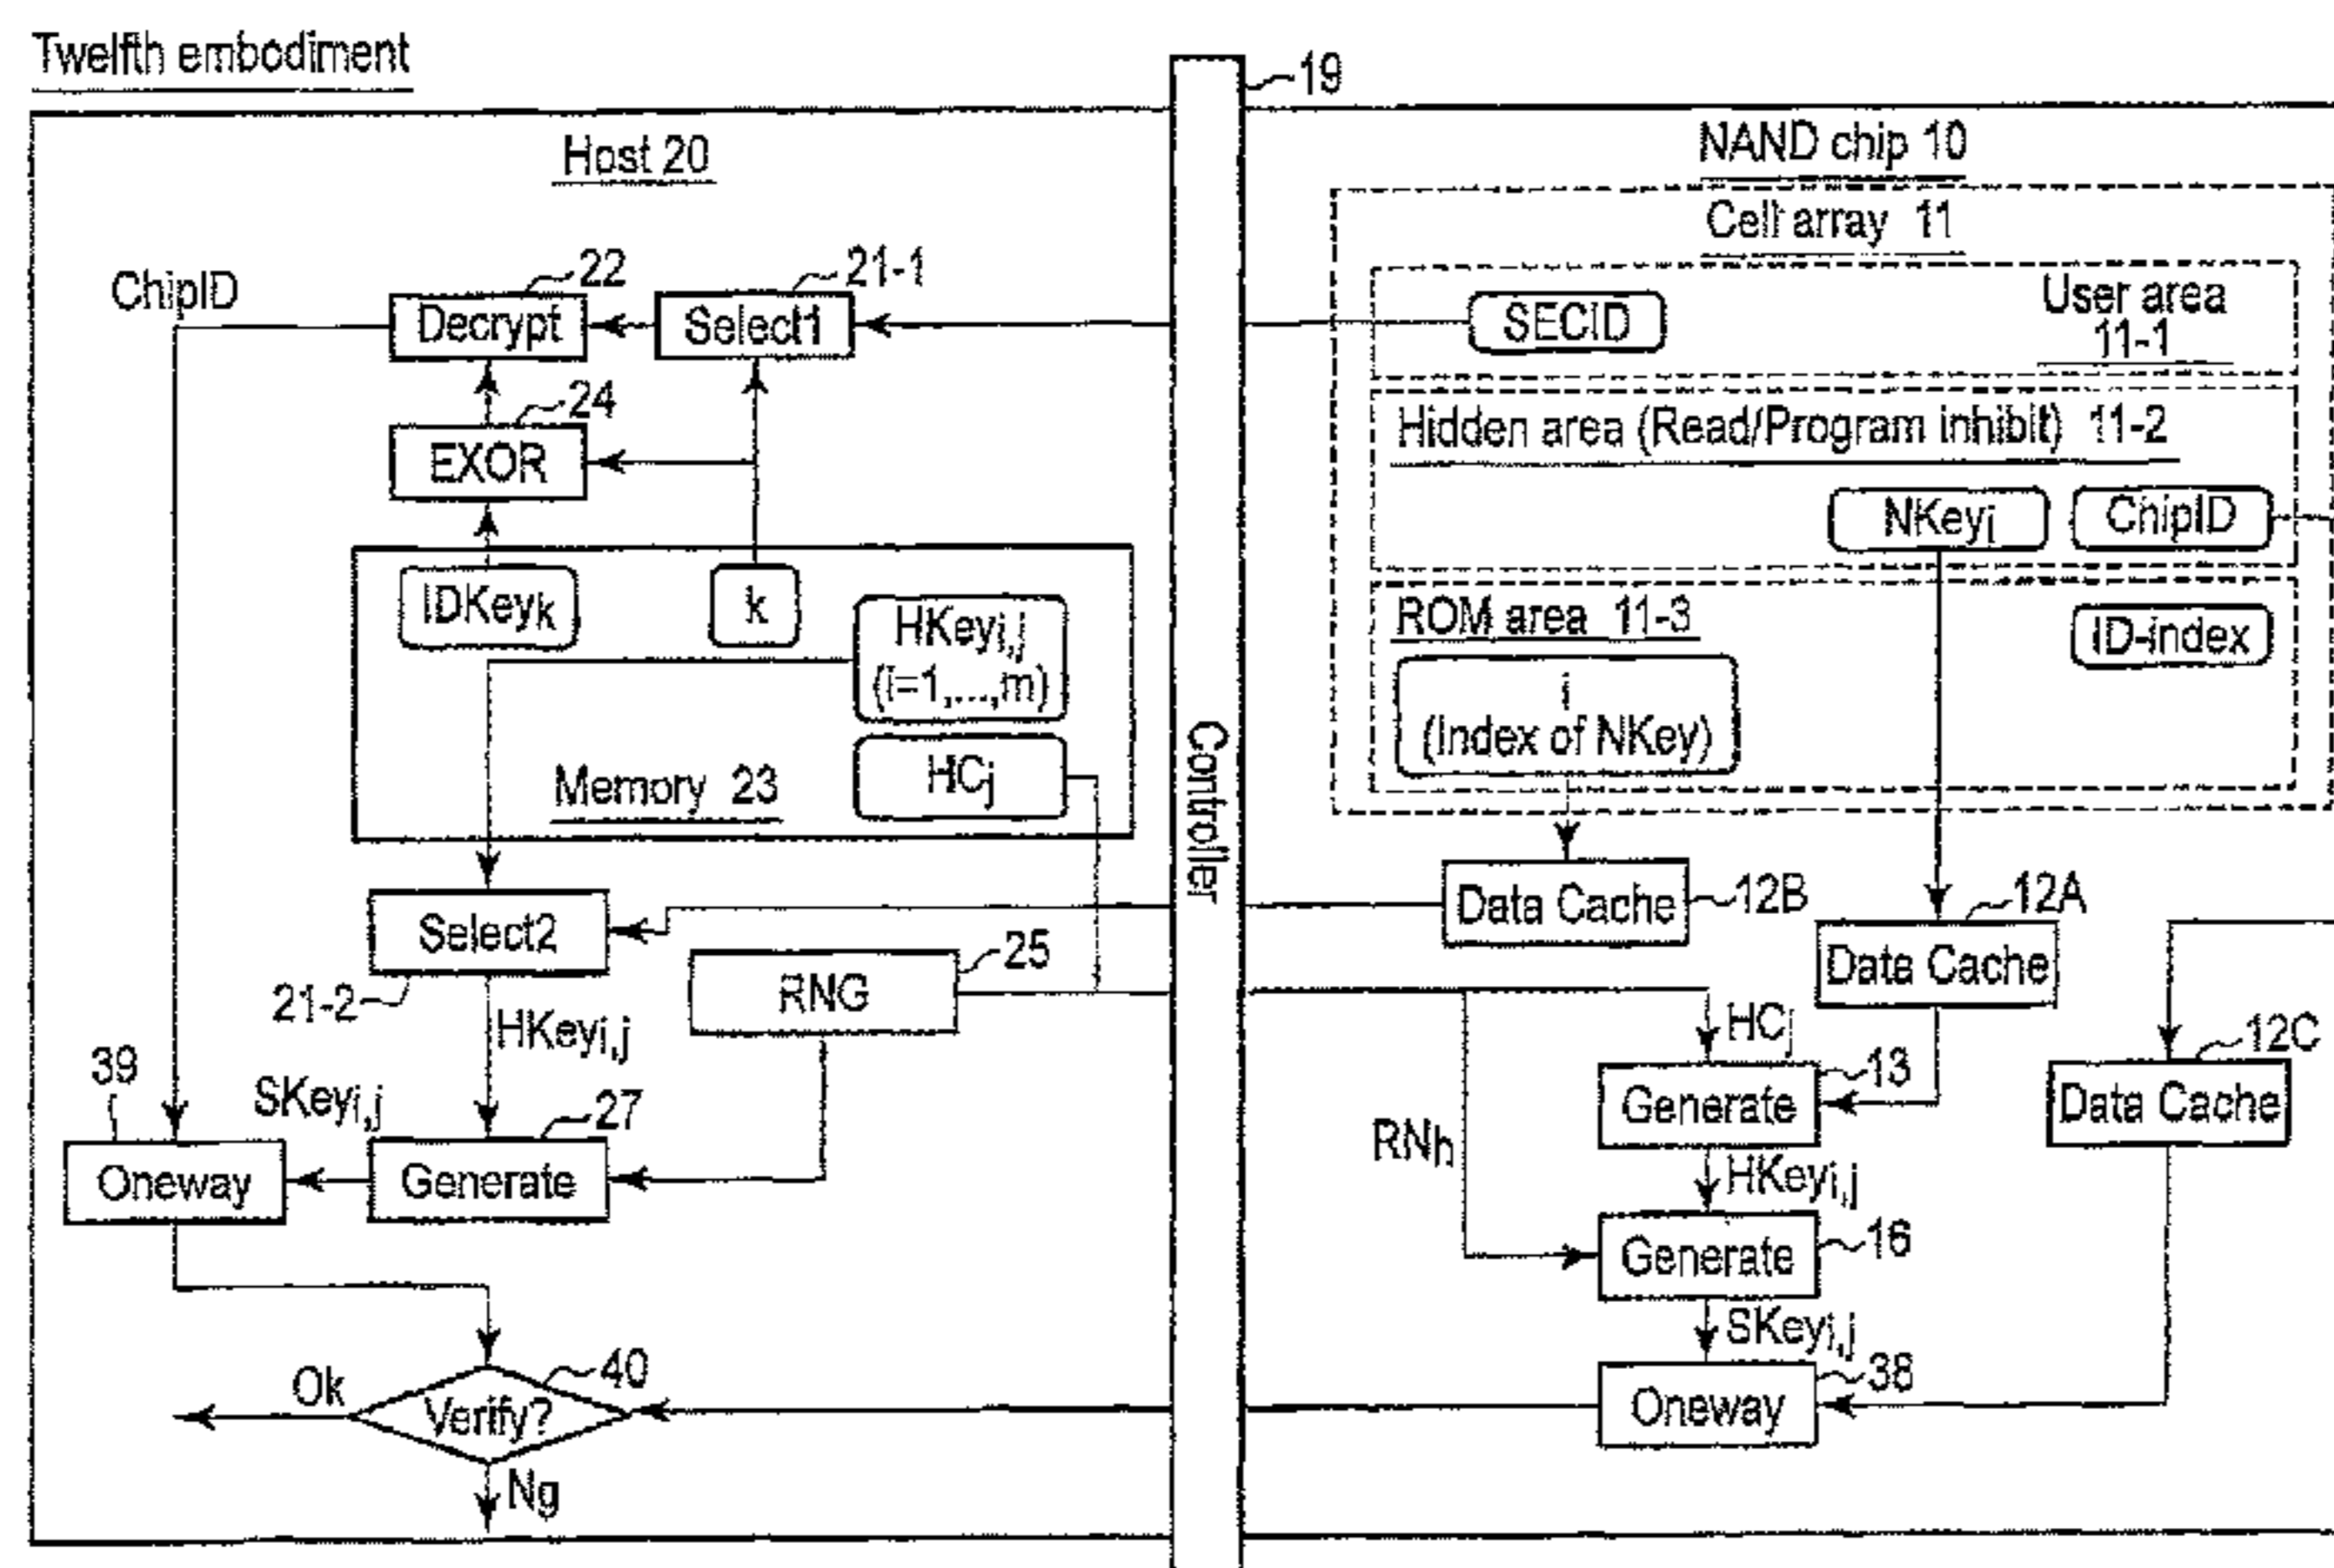 Twelfth embodiment
19
Host 20
ChipID
22
Decrypt
21-1
Select1
24
EXOR
IDKeyk
k
HKeyi,j
(i=1,...,m)
HCj
Memory 23
Select2
21-2
HKeyi,j
RNG
25
39
Oneway
SKeyi,j
27
Generate
40
Verify?
Ok
Ng
Controller
NAND chip 10
Cell array 11
SECID
User area
11-1
Hidden area (Read/Program inhibit) 11-2
NKeyi
ChipID
ROM area 11-3
ID-index
i
(Index of NKey)
Data Cache
12B
12A
Data Cache
12C
Data Cache
HCj
13
Generate
RNh
HKeyi,j
16
Generate
SKeyi,j
38
Oneway